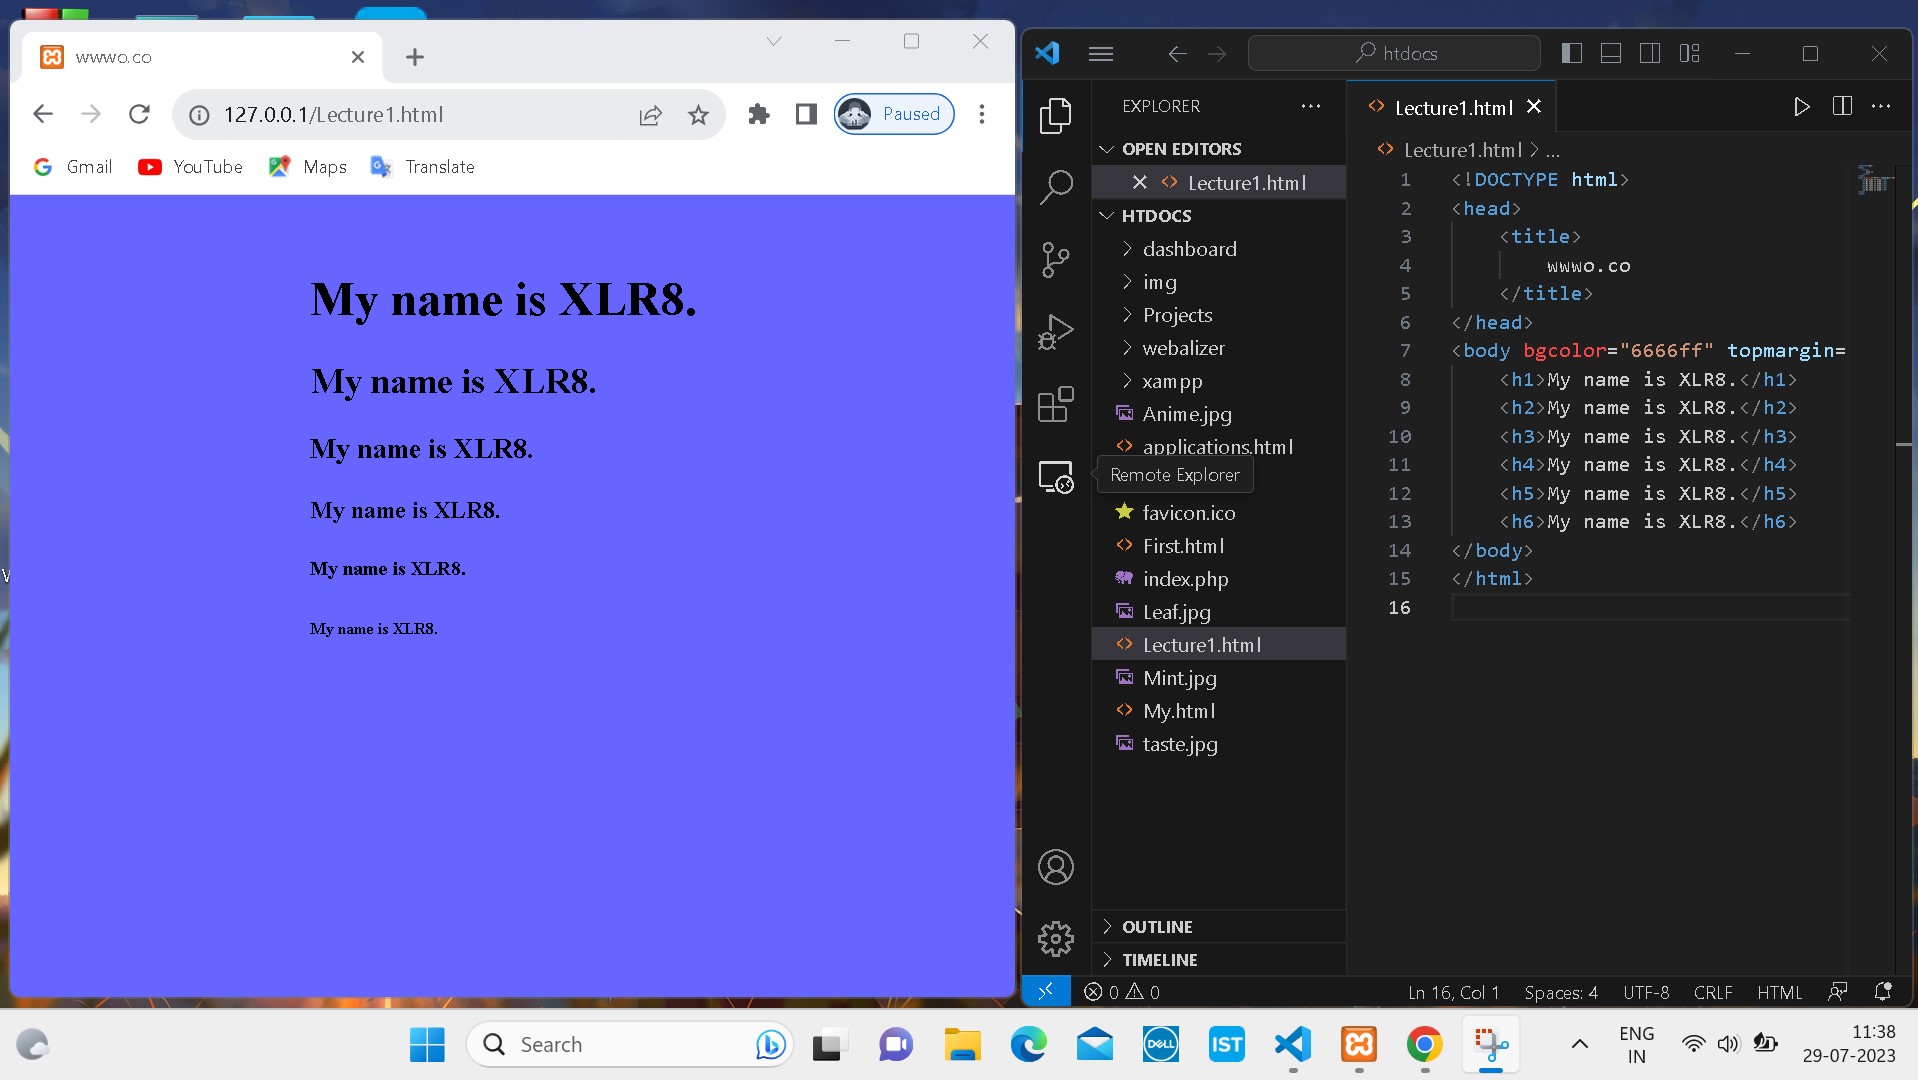 wwwo.co
127.0.0.1/Lecture1.html
Paused
Gmail
YouTube
Maps
Translate
My name is XLR8.
My name is XLR8.
My name is XLR8.
My name is XLR8.
My name is XLR8.
My name is XLR8.
htdocs
EXPLORER
OPEN EDITORS
Lecture1.html
HTDOCS
dashboard
img
Projects
webalizer
xampp
Anime.jpg
applications.html
Remote Explorer
favicon.ico
First.html
index.php
Leaf.jpg
Lecture1.html
Mint.jpg
My.html
taste.jpg
OUTLINE
TIMELINE
Lecture1.html
Lecture1.html > ...
1 <!DOCTYPE html>
2 <head>
3 <title>
4 wwwo.co
5 </title>
6 </head>
7 <body bgcolor="6666ff" topmargin=
8 <h1>My name is XLR8.</h1>
9 <h2>My name is XLR8.</h2>
10 <h3>My name is XLR8.</h3>
11 <h4>My name is XLR8.</h4>
12 <h5>My name is XLR8.</h5>
13 <h6>My name is XLR8.</h6>
14 </body>
15 </html>
16
0 0
Ln 16, Col 1
Spaces: 4
UTF-8
CRLF
HTML
Search
DELL
IST
ENG
IN
11:38
29-07-2023